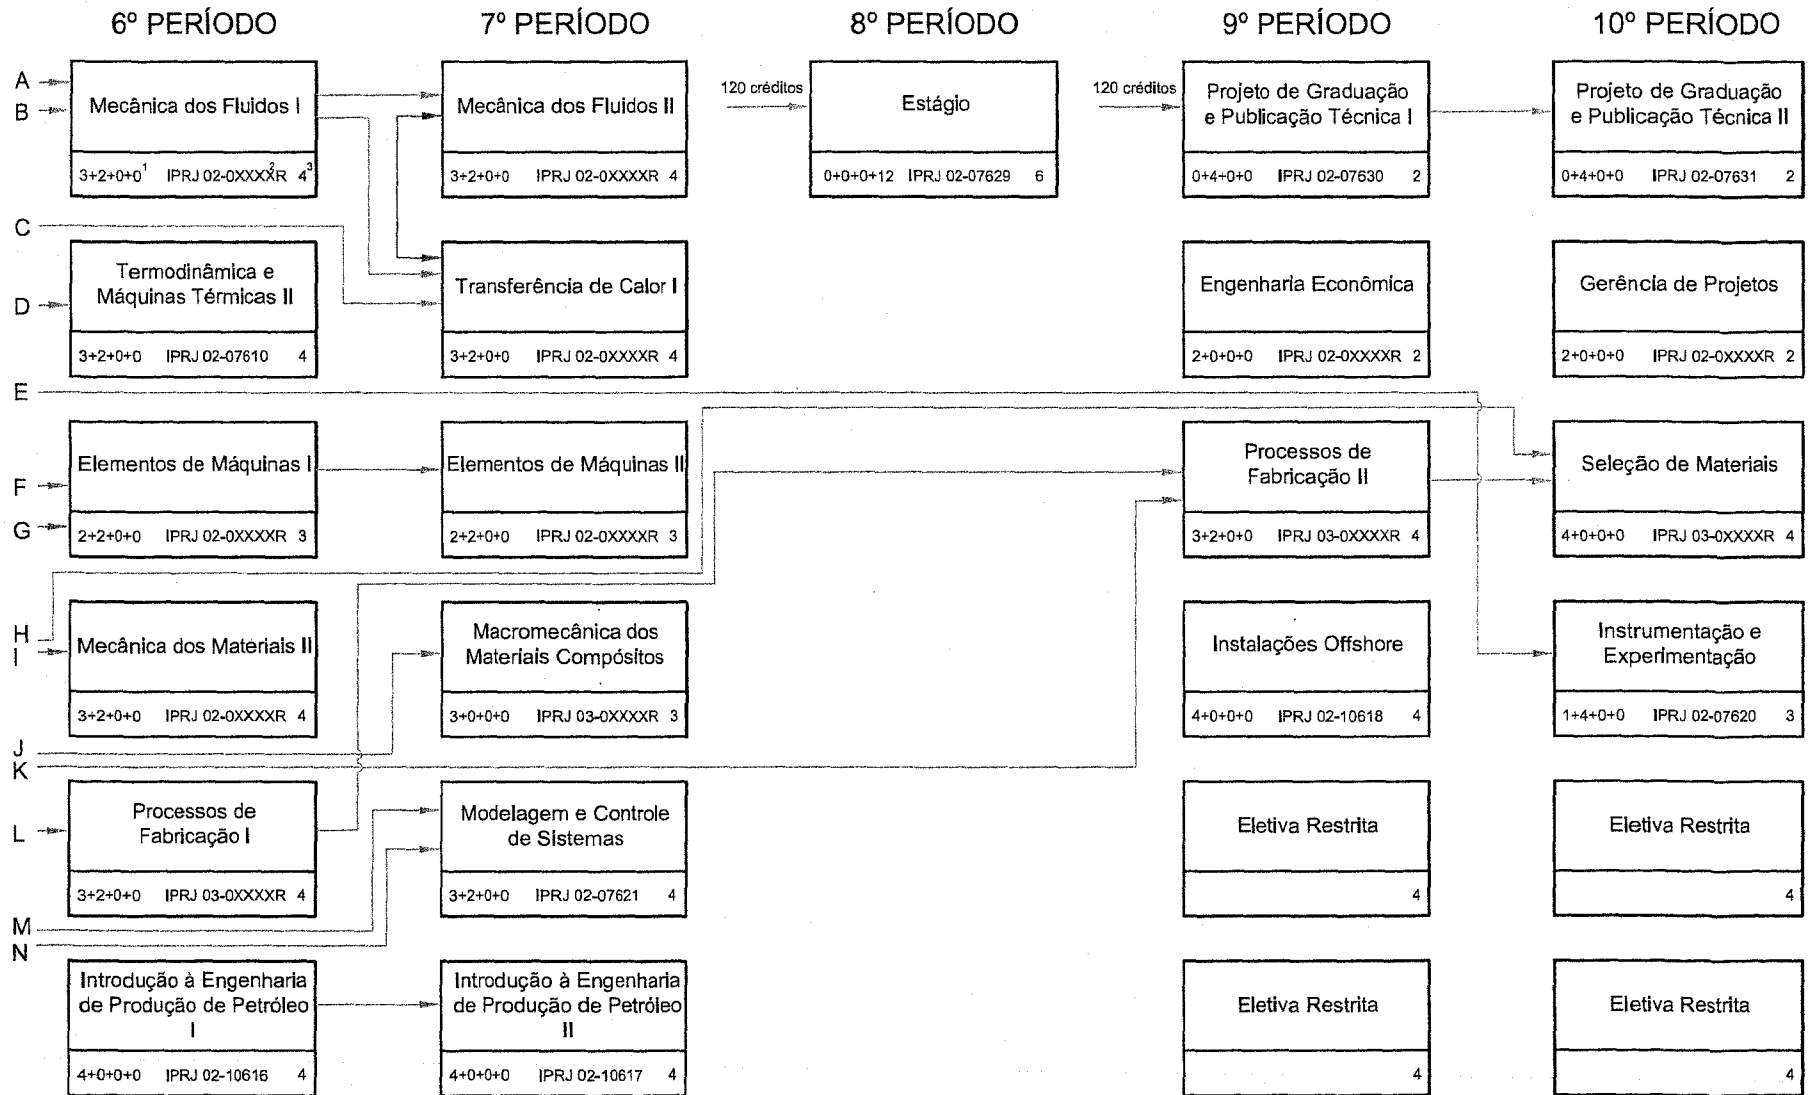 6º PERÍODO
7º PERÍODO
8º PERÍODO
9º PERÍODO
10º PERÍODO
A
B
Mecânica dos Fluidos I
3+2+0+0¹ IPRJ 02-0XXXX²R 4³
Mecânica dos Fluidos II
3+2+0+0 IPRJ 02-0XXXXR 4
120 créditos
Estágio
0+0+0+12 IPRJ 02-07629 6
120 créditos
Projeto de Graduação
e Publicação Técnica I
0+4+0+0 IPRJ 02-07630 2
Projeto de Graduação
e Publicação Técnica II
0+4+0+0 IPRJ 02-07631 2
C
D
Termodinâmica e
Máquinas Térmicas II
3+2+0+0 IPRJ 02-07610 4
Transferência de Calor I
3+2+0+0 IPRJ 02-0XXXXR 4
Engenharia Econômica
2+0+0+0 IPRJ 02-0XXXXR 2
Gerência de Projetos
2+0+0+0 IPRJ 02-0XXXXR 2
E
F
G
Elementos de Máquinas I
2+2+0+0 IPRJ 02-0XXXXR 3
Elementos de Máquinas II
2+2+0+0 IPRJ 02-0XXXXR 3
Processos de
Fabricação II
3+2+0+0 IPRJ 03-0XXXXR 4
Seleção de Materiais
4+0+0+0 IPRJ 03-0XXXXR 4
H
I
Mecânica dos Materiais II
3+2+0+0 IPRJ 02-0XXXXR 4
Macromecânica dos
Materiais Compósitos
3+0+0+0 IPRJ 03-0XXXXR 3
Instalações Offshore
4+0+0+0 IPRJ 02-10618 4
Instrumentação e
Experimentação
1+4+0+0 IPRJ 02-07620 3
J
K
L
Processos de
Fabricação I
3+2+0+0 IPRJ 03-0XXXXR 4
Modelagem e Controle
de Sistemas
3+2+0+0 IPRJ 02-07621 4
Eletiva Restrita
4
Eletiva Restrita
4
M
N
Introdução à Engenharia
de Produção de Petróleo
I
4+0+0+0 IPRJ 02-10616 4
Introdução à Engenharia
de Produção de Petróleo
II
4+0+0+0 IPRJ 02-10617 4
Eletiva Restrita
4
Eletiva Restrita
4